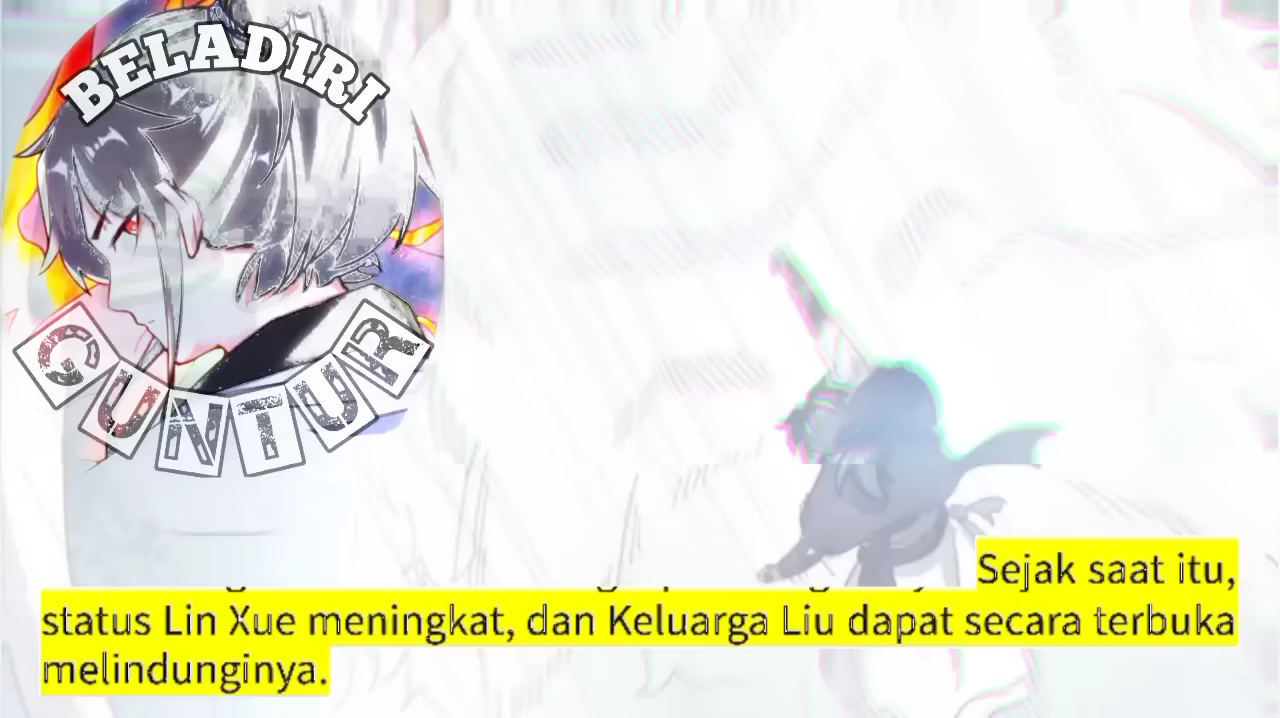 BELADIRI
GUNTUR
Sejak saat itu,
status Lin Xue meningkat, dan Keluarga Liu dapat secara terbuka
melindunginya.